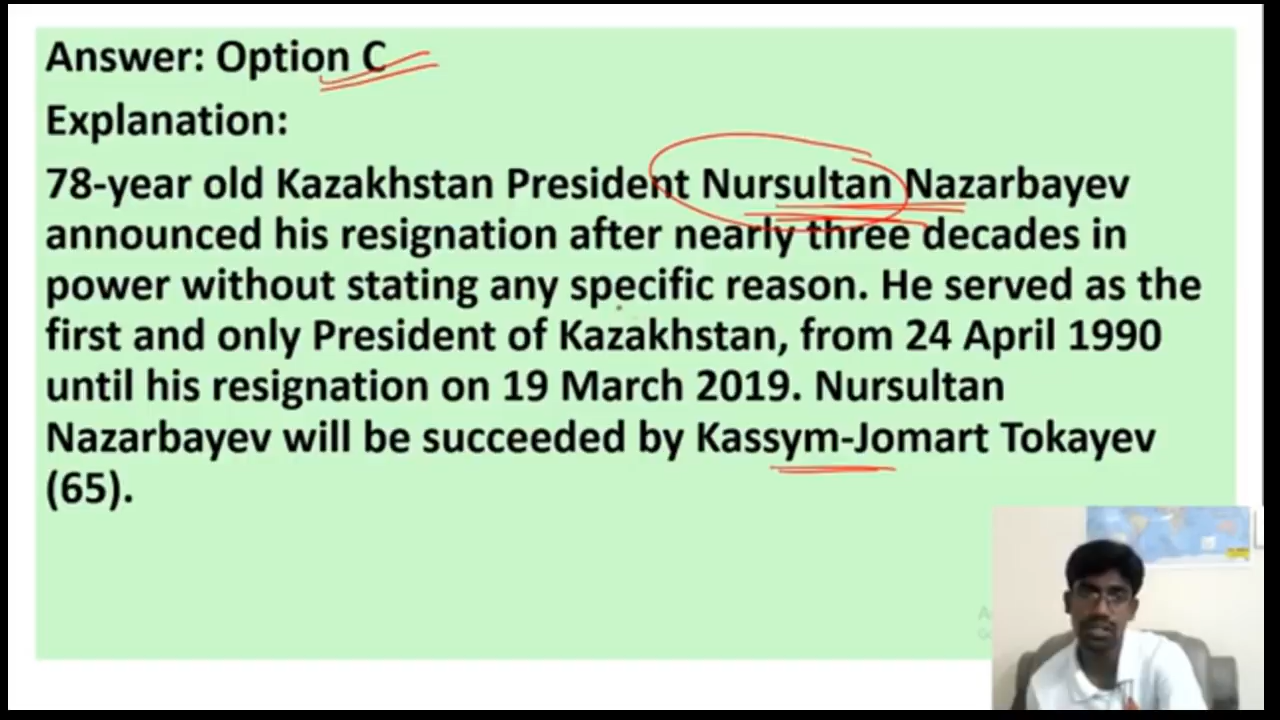 Answer: Option C
Explanation:
78-year old Kazakhstan President Nursultan Nazarbayev
announced his resignation after nearly three decades in
power without stating any specific reason. He served as the
first and only President of Kazakhstan, from 24 April 1990
until his resignation on 19 March 2019. Nursultan
Nazarbayev will be succeeded by Kassym-Jomart Tokayev
(65).